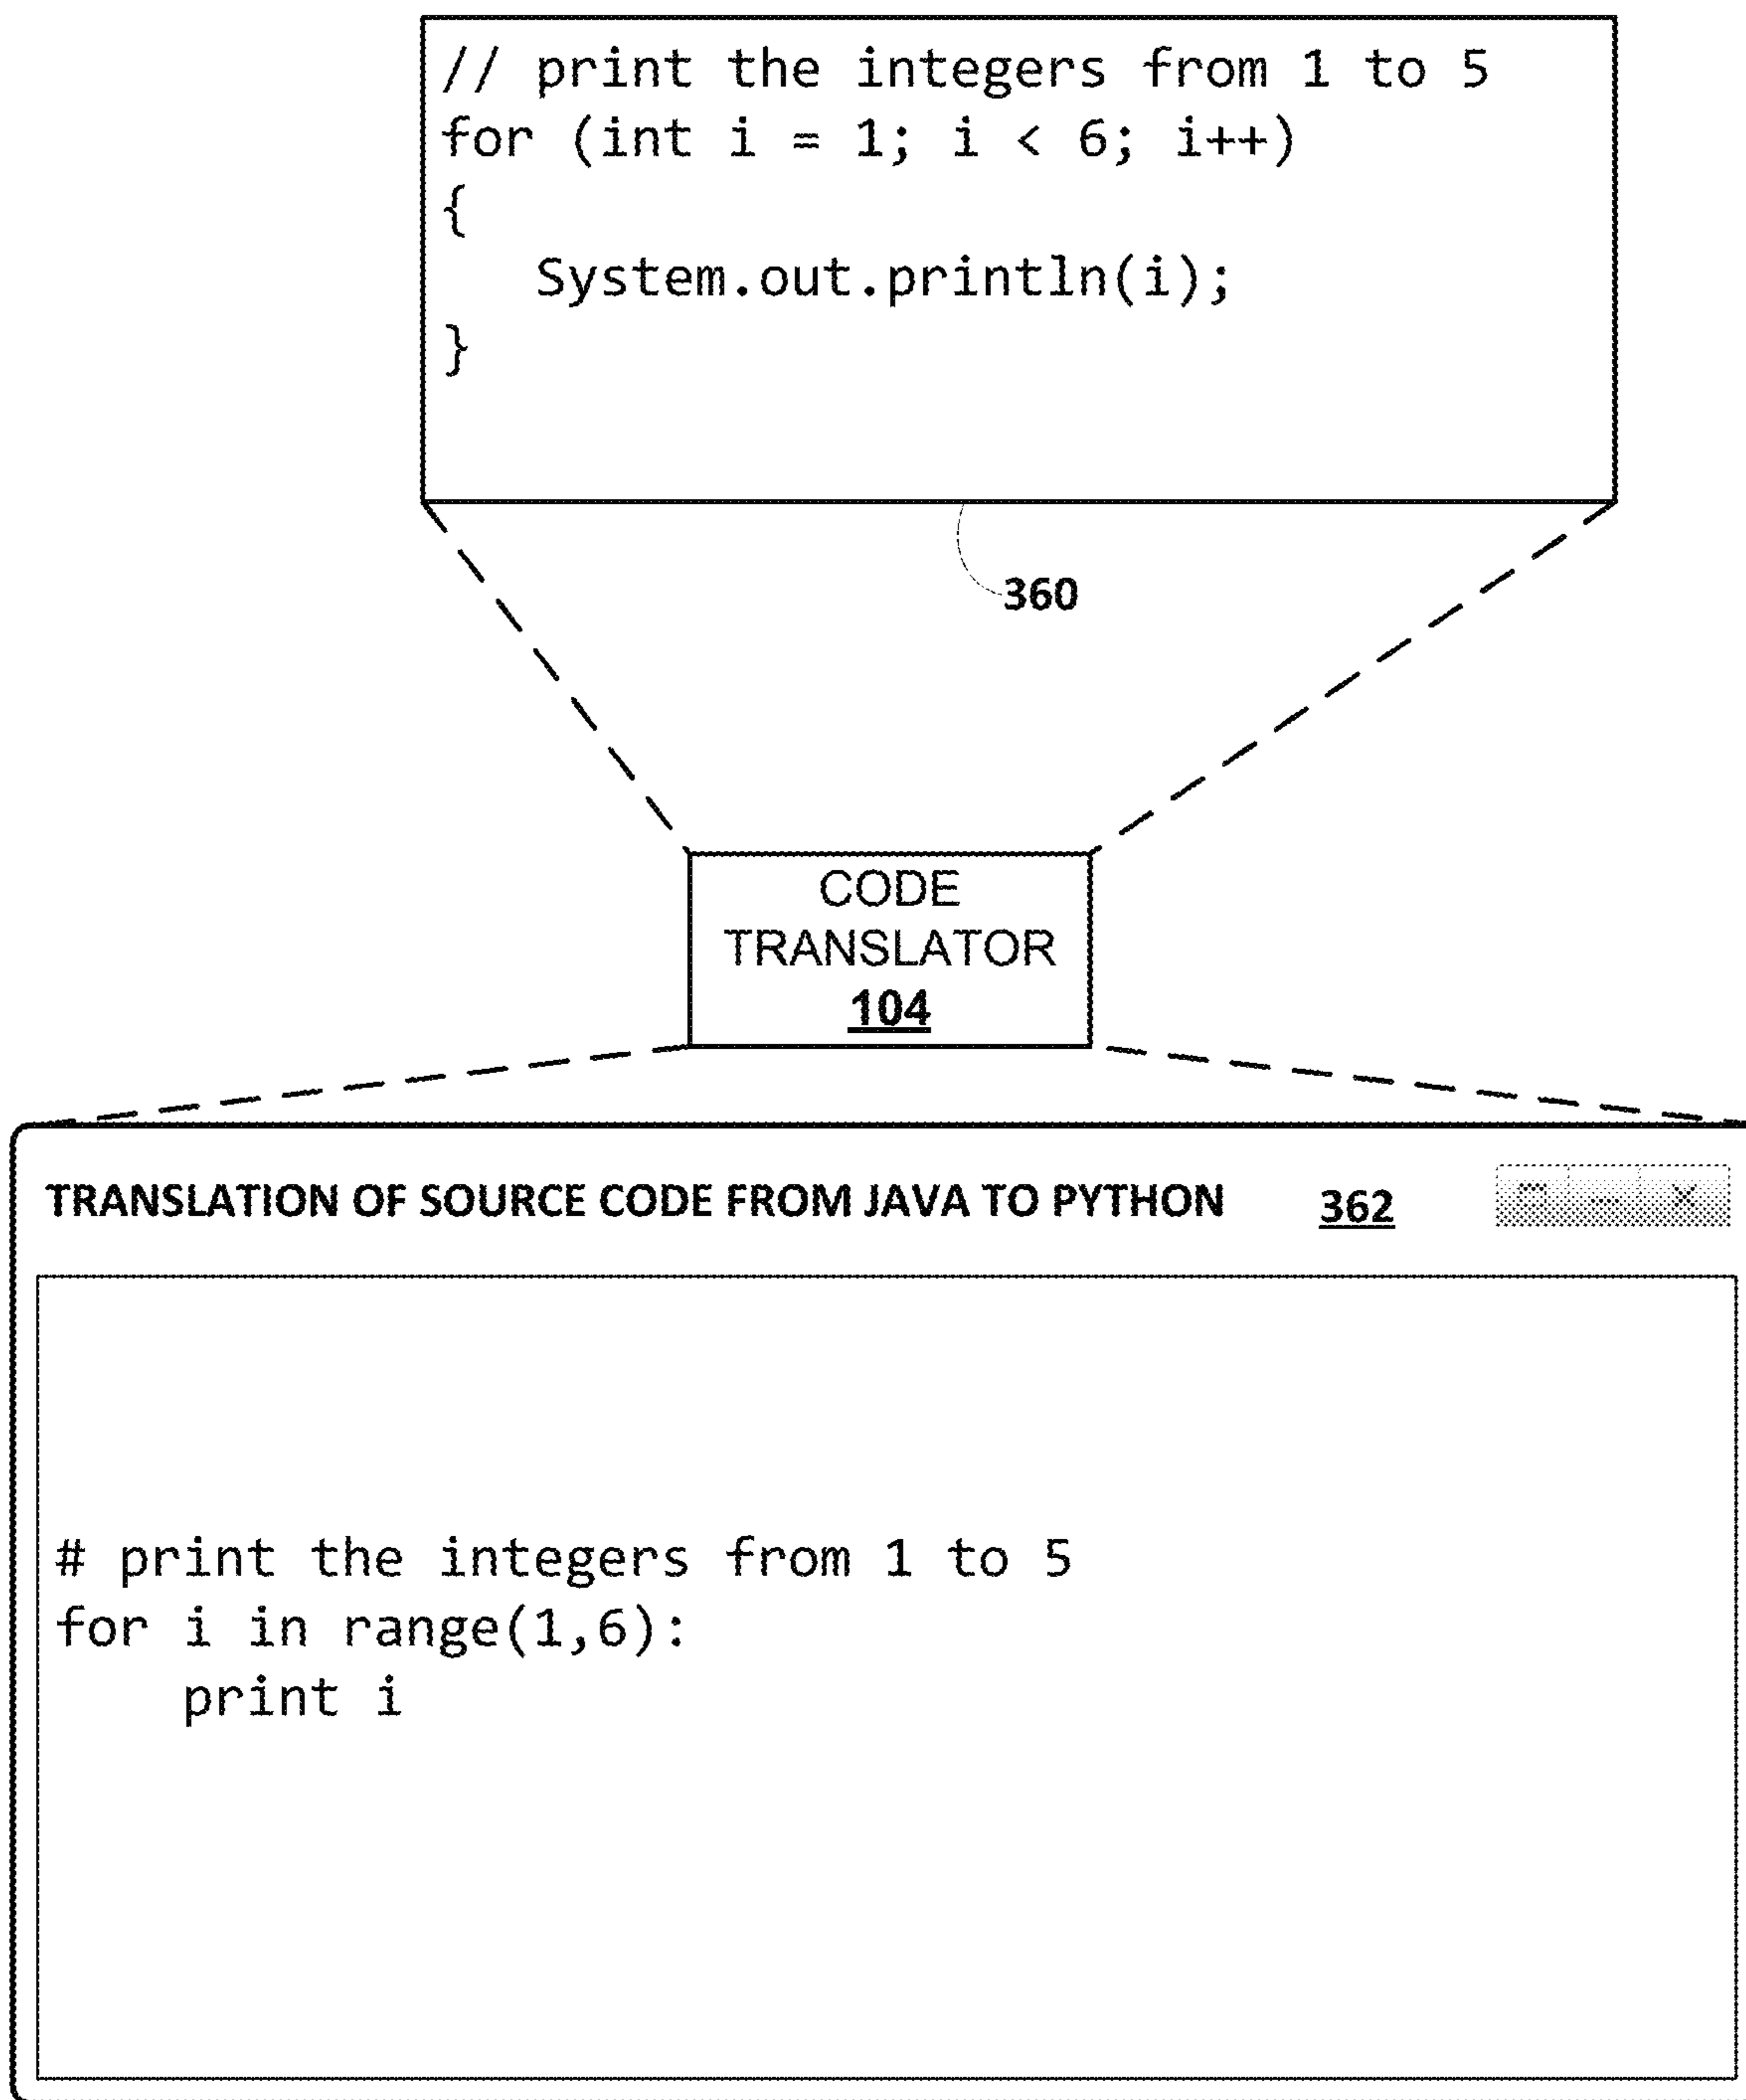 // print the integers from 1 to 5
for (int i = 1; i < 6; i++)
{
    System.out.println(i);
}
360
CODE
TRANSLATOR
104
TRANSLATION OF SOURCE CODE FROM JAVA TO PYTHON 362
# print the integers from 1 to 5
for i in range(1,6):
    print i